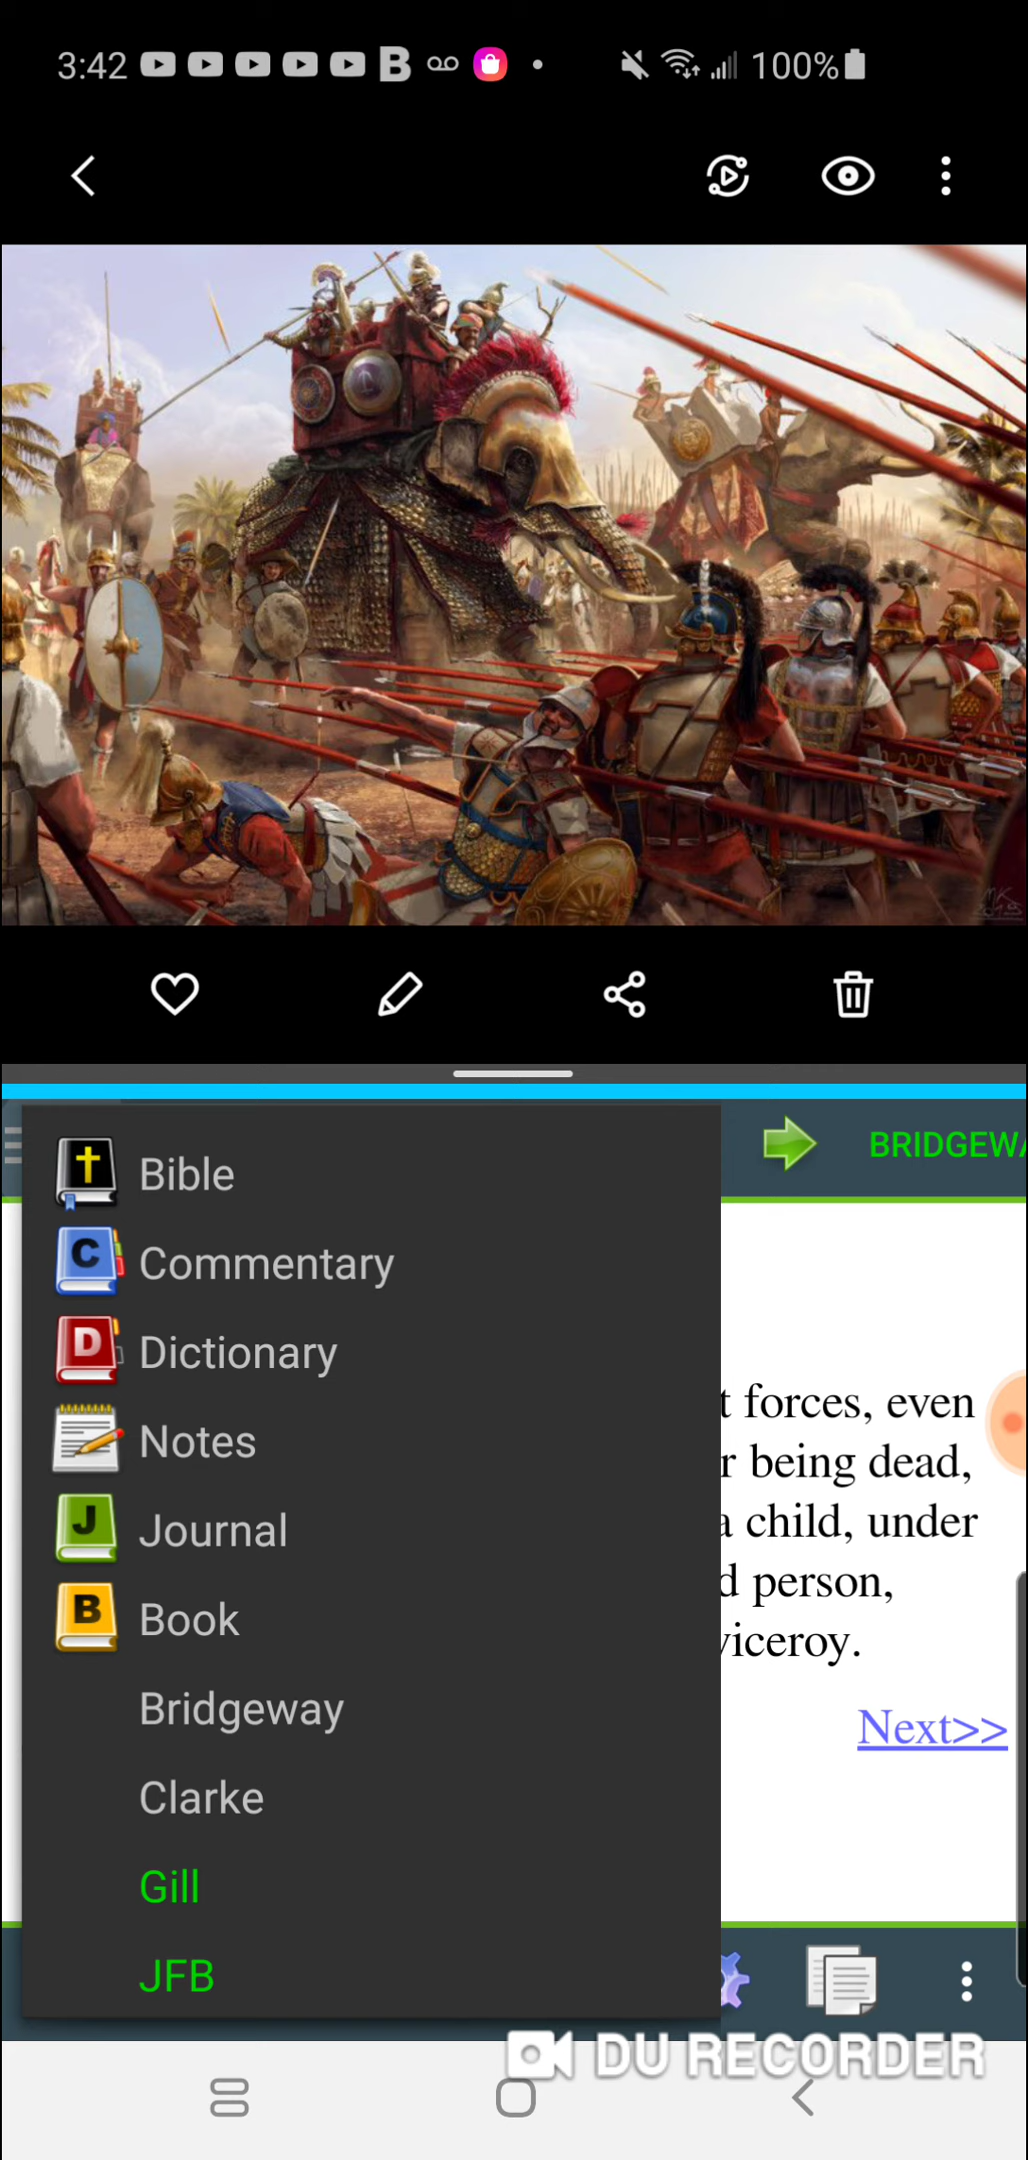 3:42 B 100%
BRIDGEW
Bible
C Commentary
D Dictionary
Notes
J Journal
B Book
Bridgeway
Clarke
Gill
JFB
forces, even
being dead,
child, under
person,
viceroy.
Next>>
DU RECORDER